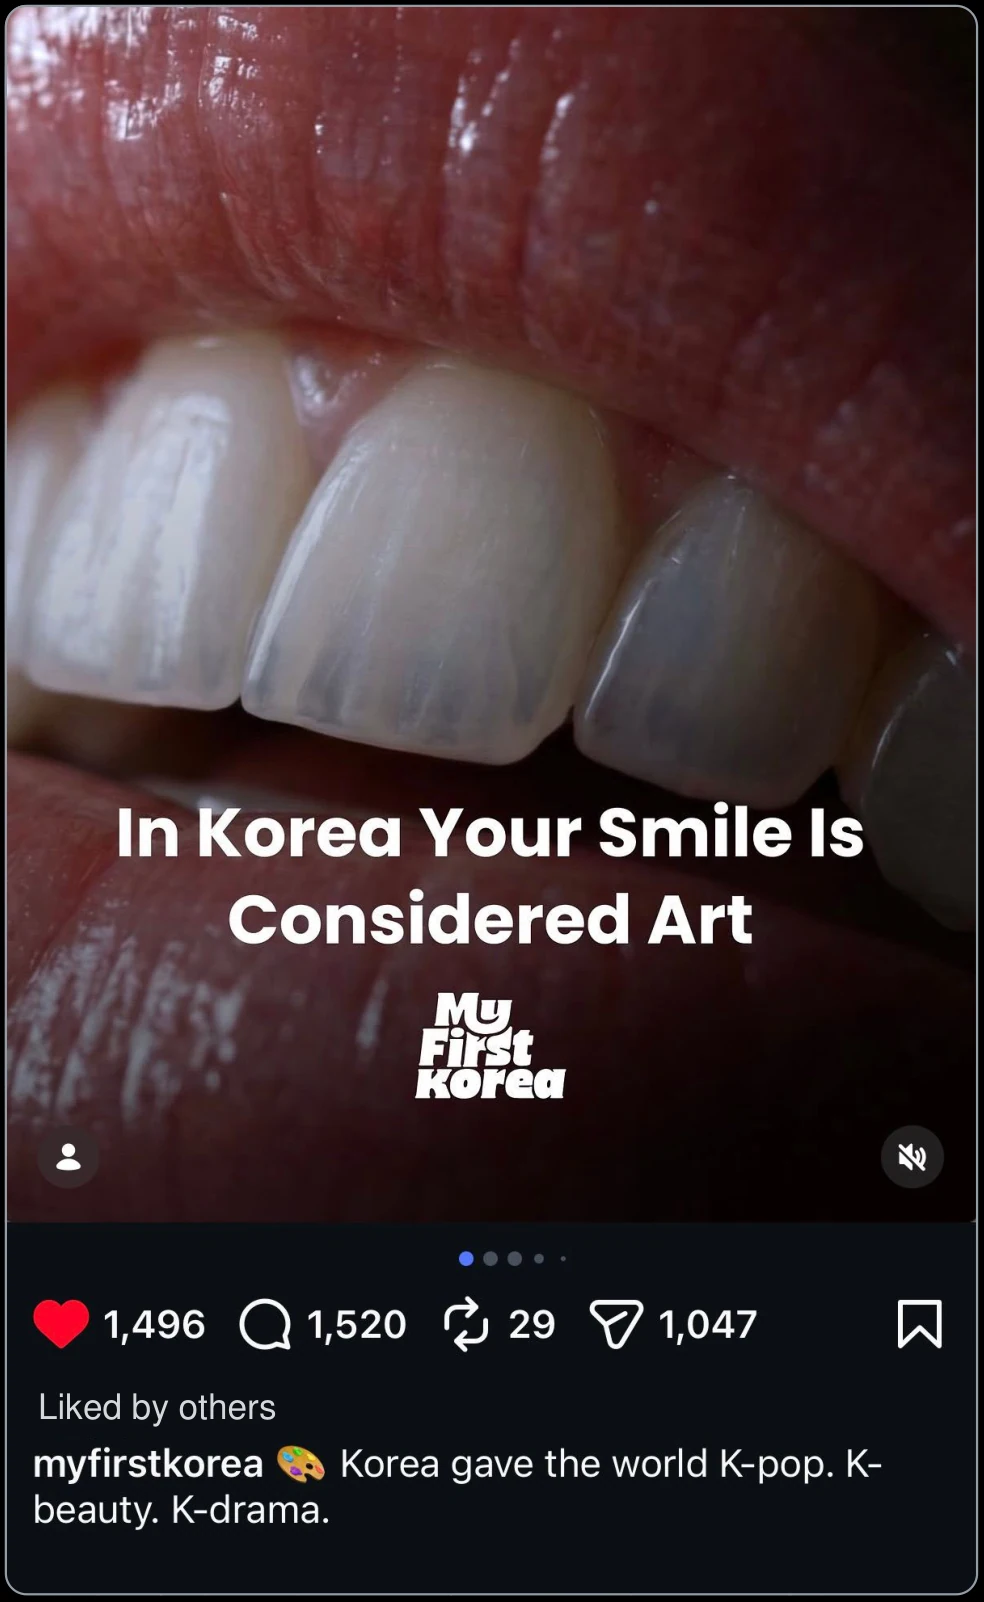 In Korea Your Smile Is
Considered Art
My
First
Korea
1,496 1,520 29 1,047
Liked by others
myfirstkorea 🎨 Korea gave the world K-pop. K-
beauty. K-drama.